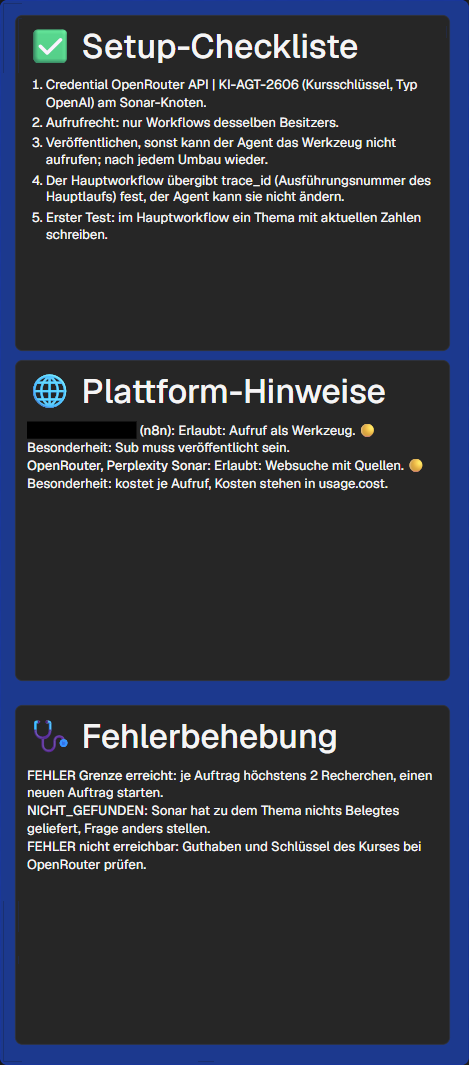 Setup-Checkliste
1. Credential OpenRouter API | KI-AGT-2606 (Kursschlüssel, Typ
OpenAI) am Sonar-Knoten.
2. Aufrufrecht: nur Workflows desselben Besitzers.
3. Veröffentlichen, sonst kann der Agent das Werkzeug nicht
aufrufen; nach jedem Umbau wieder.
4. Der Hauptworkflow übergibt trace_id (Ausführungsnummer des
Hauptlaufs) fest, der Agent kann sie nicht ändern.
5. Erster Test: im Hauptworkflow ein Thema mit aktuellen Zahlen
schreiben.
Plattform-Hinweise
(n8n): Erlaubt: Aufruf als Werkzeug.
Besonderheit: Sub muss veröffentlicht sein.
OpenRouter, Perplexity Sonar: Erlaubt: Websuche mit Quellen.
Besonderheit: kostet je Aufruf, Kosten stehen in usage.cost.
Fehlerbehebung
FEHLER Grenze erreicht: je Auftrag höchstens 2 Recherchen, einen
neuen Auftrag starten.
NICHT_GEFUNDEN: Sonar hat zu dem Thema nichts Belegtes
geliefert, Frage anders stellen.
FEHLER nicht erreichbar: Guthaben und Schlüssel des Kurses bei
OpenRouter prüfen.